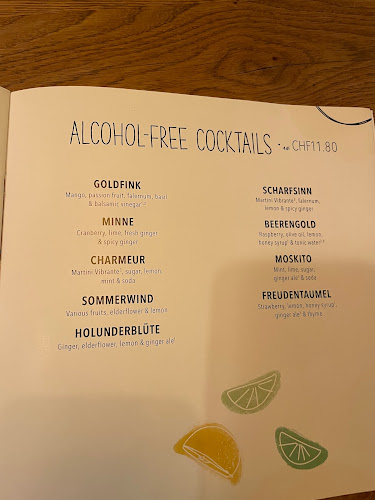 ALCOHOL-FREE COCKTAILS · CHF11.80
GOLDFINK
Mango, passion fruit, falernum, basil
& balsamic vinegar
MINNE
Cranberry, lime, fresh ginger
& spicy ginger
CHARMEUR
Martini Vibrante, sugar, lemon,
mint & soda
SOMMERWIND
Various fruits, elderflower & lemon
HOLUNDERBLÜTE
Ginger, elderflower, lemon & ginger ale
SCHARFSINN
Martini Vibrante, falernum,
lemon & spicy ginger
BEERENGOLD
Raspberry, olive oil, lemon,
honey syrup & tonic water
MOSKITO
Mint, lime, sugar,
ginger ale & soda
FREUDENTAUMEL
Strawberry, lemon, honey syrup,
ginger ale & thyme